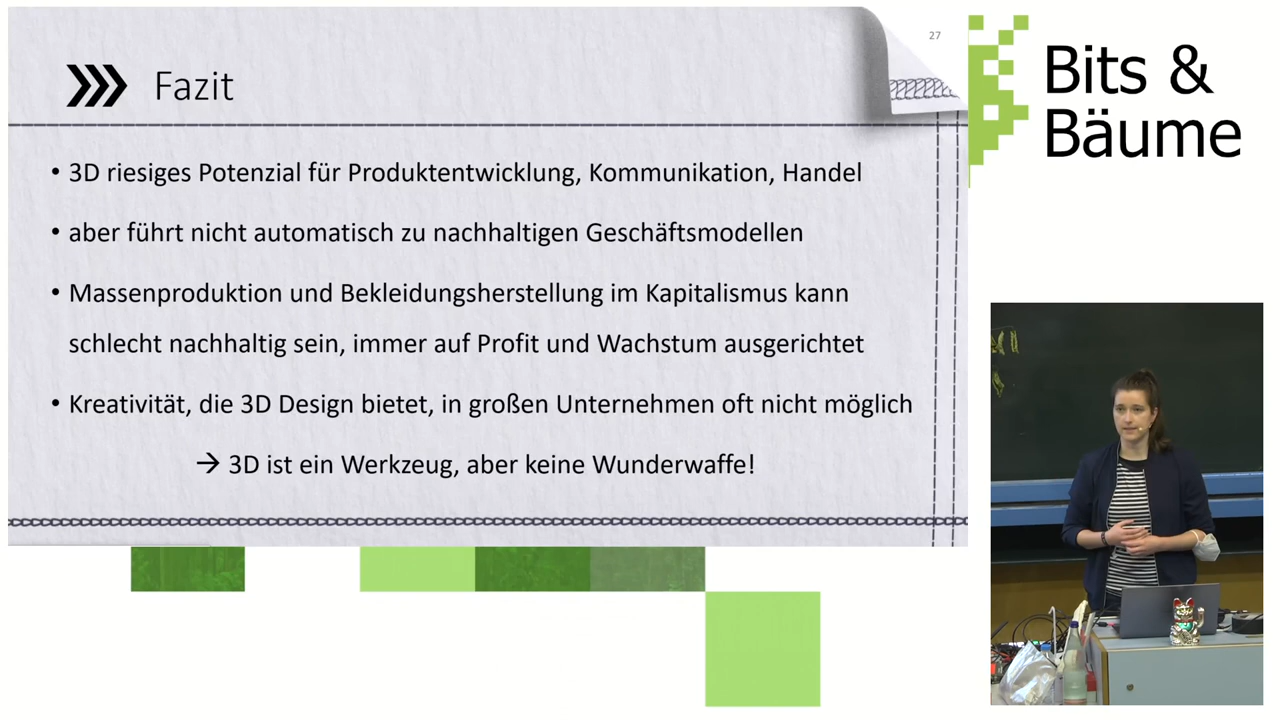 27
Fazit
• 3D riesiges Potenzial für Produktentwicklung, Kommunikation, Handel
• aber führt nicht automatisch zu nachhaltigen Geschäftsmodellen
• Massenproduktion und Bekleidungsherstellung im Kapitalismus kann
schlecht nachhaltig sein, immer auf Profit und Wachstum ausgerichtet
• Kreativität, die 3D Design bietet, in großen Unternehmen oft nicht möglich
→ 3D ist ein Werkzeug, aber keine Wunderwaffe!
Bits &
Bäume